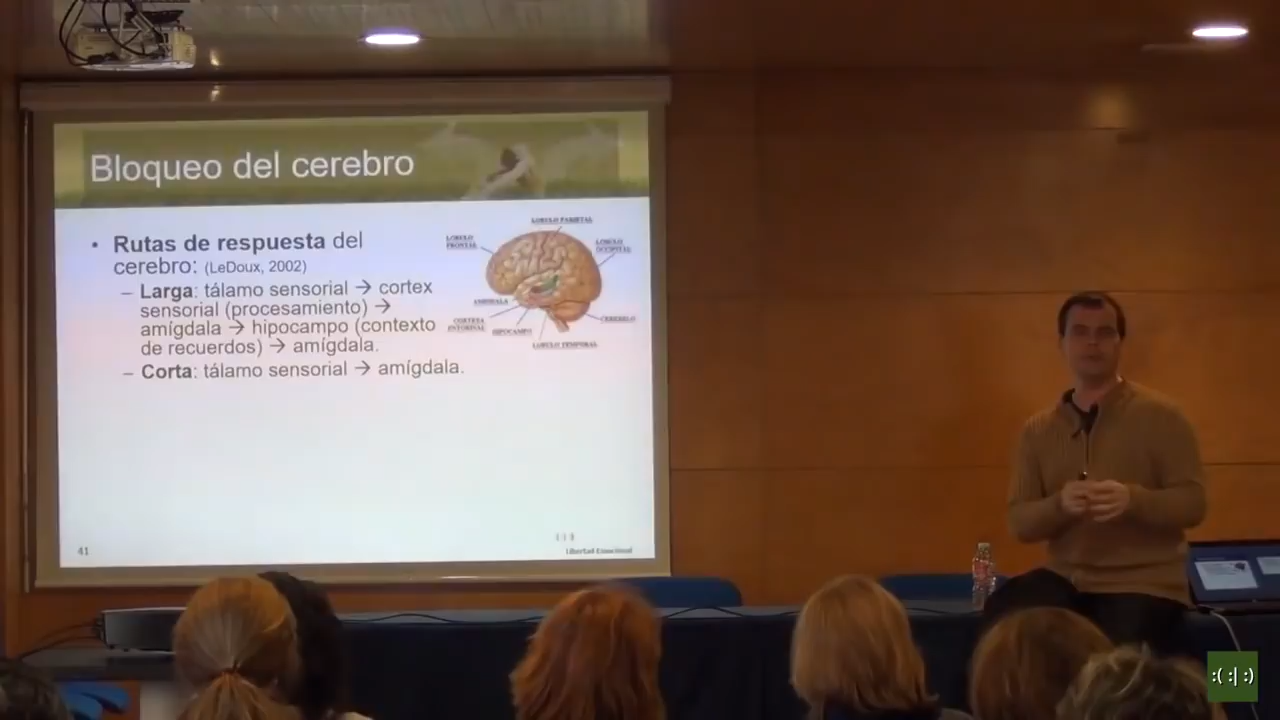 Bloqueo del cerebro
• Rutas de respuesta del
cerebro: (LeDoux, 2002)
– Larga: tálamo sensorial → cortex
sensorial (procesamiento) →
amígdala → hipocampo (contexto
de recuerdos) → amígdala.
– Corta: tálamo sensorial → amígdala.
LOBULO PARIETAL
LOBULO
FRONTAL
LOBULO
OCCIPITAL
AMIGDALA
CORTEZA
ENTORINAL
HIPOCAMPO
CEREBELO
LOBULO TEMPORAL
41
Libertad Emocional
:( :| :)